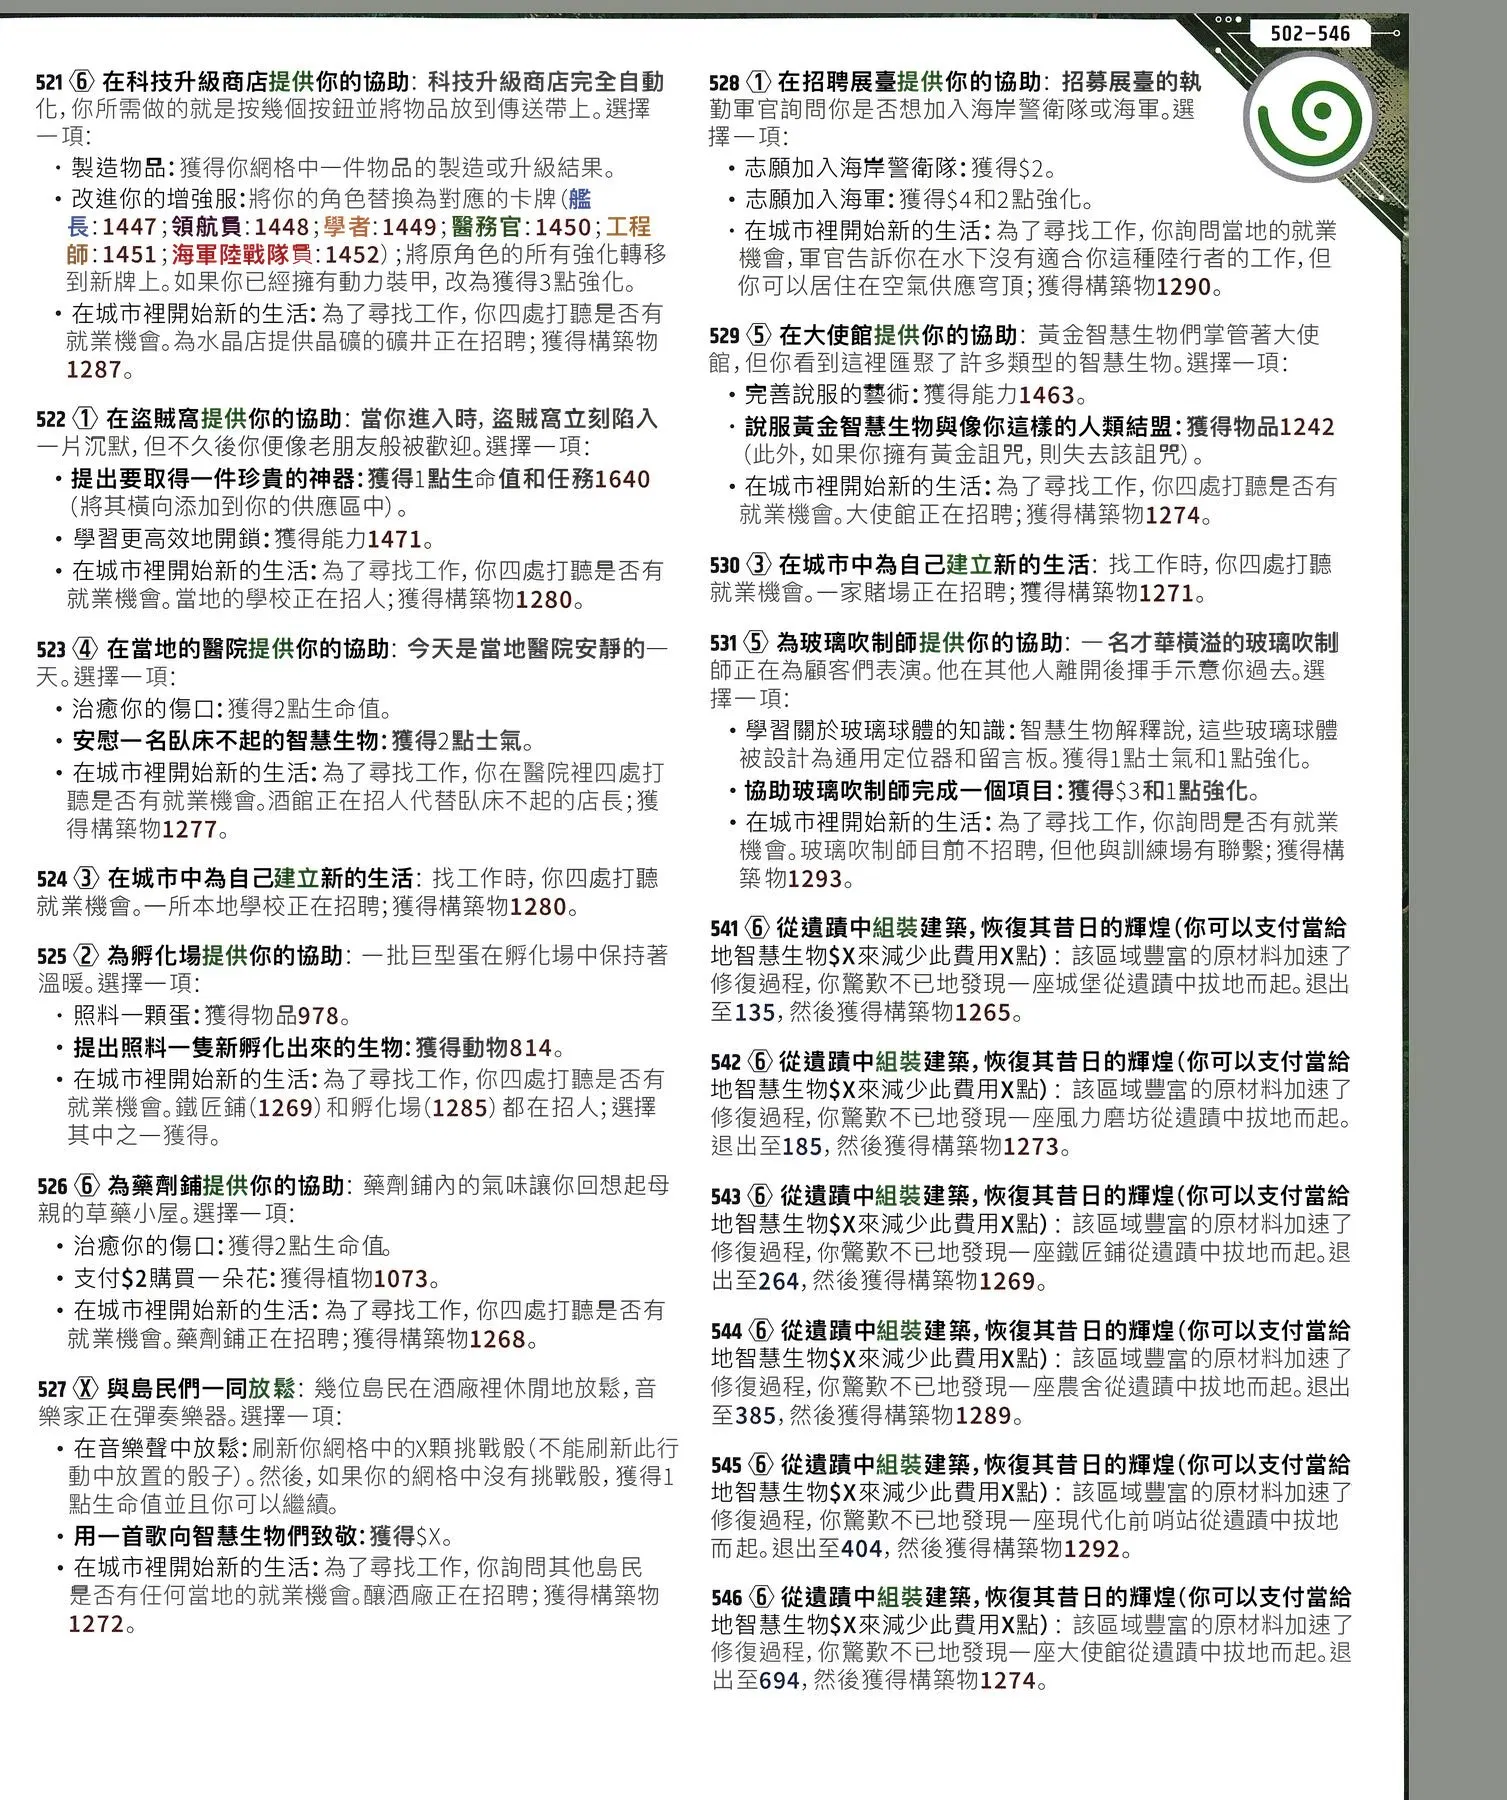 502–546
521 ⑥ 在科技升級商店提供你的協助：科技升級商店完全自動
化，你所需做的就是按幾個按鈕並將物品放到傳送帶上。選擇
一項：
・製造物品：獲得你網格中一件物品的製造或升級結果。
・改進你的增強服：將你的角色替換為對應的卡牌（艦
長：1447；領航員：1448；學者：1449；醫務官：1450；工程
師：1451；海軍陸戰隊員：1452）；將原角色的所有強化轉移
到新牌上。如果你已經擁有動力裝甲，改為獲得3點強化。
・在城市裡開始新的生活：為了尋找工作，你四處打聽是否有
就業機會。為水晶店提供晶礦的礦井正在招聘；獲得構築物
1287。
522 ① 在盜賊窩提供你的協助：當你進入時，盜賊窩立刻陷入
一片沉默，但不久後你便像老朋友般被歡迎。選擇一項：
・提出要取得一件珍貴的神器：獲得1點生命值和任務1640
（將其橫向添加到你的供應區中）。
・學習更高效地開鎖：獲得能力1471。
・在城市裡開始新的生活：為了尋找工作，你四處打聽是否有
就業機會。當地的學校正在招人；獲得構築物1280。
523 ④ 在當地的醫院提供你的協助：今天是當地醫院安靜的一
天。選擇一項：
・治癒你的傷口：獲得2點生命值。
・安慰一名臥床不起的智慧生物：獲得2點士氣。
・在城市裡開始新的生活：為了尋找工作，你在醫院裡四處打
聽是否有就業機會。酒館正在招人代替臥床不起的店長；獲
得構築物1277。
524 ③ 在城市中為自己建立新的生活：找工作時，你四處打聽
就業機會。一所本地學校正在招聘；獲得構築物1280。
525 ② 為孵化場提供你的協助：一批巨型蛋在孵化場中保持著
溫暖。選擇一項：
・照料一顆蛋：獲得物品978。
・提出照料一隻新孵化出來的生物：獲得動物814。
・在城市裡開始新的生活：為了尋找工作，你四處打聽是否有
就業機會。鐵匠鋪（1269）和孵化場（1285）都在招人；選擇
其中之一獲得。
526 ⑥ 為藥劑鋪提供你的協助：藥劑鋪內的氣味讓你回想起母
親的草藥小屋。選擇一項：
・治癒你的傷口：獲得2點生命值。
・支付$2購買一朵花：獲得植物1073。
・在城市裡開始新的生活：為了尋找工作，你四處打聽是否有
就業機會。藥劑鋪正在招聘；獲得構築物1268。
527 Ⓧ 與島民們一同放鬆：幾位島民在酒廠裡休閒地放鬆，音
樂家正在彈奏樂器。選擇一項：
・在音樂聲中放鬆：刷新你網格中的X顆挑戰骰（不能刷新此行
動中放置的骰子）。然後，如果你的網格中沒有挑戰骰，獲得1
點生命值並且你可以繼續。
・用一首歌向智慧生物們致敬：獲得$X。
・在城市裡開始新的生活：為了尋找工作，你詢問其他島民
是否有任何當地的就業機會。釀酒廠正在招聘；獲得構築物
1272。
528 ① 在招聘展臺提供你的協助：招募展臺的執
勤軍官詢問你是否想加入海岸警衛隊或海軍。選
擇一項：
・志願加入海岸警衛隊：獲得$2。
・志願加入海軍：獲得$4和2點強化。
・在城市裡開始新的生活：為了尋找工作，你詢問當地的就業
機會，軍官告訴你在水下沒有適合你這種陸行者的工作，但
你可以居住在空氣供應穹頂；獲得構築物1290。
529 ⑤ 在大使館提供你的協助：黃金智慧生物們掌管著大使
館，但你看到這裡匯聚了許多類型的智慧生物。選擇一項：
・完善說服的藝術：獲得能力1463。
・說服黃金智慧生物與像你這樣的人類結盟：獲得物品1242
（此外，如果你擁有黃金詛咒，則失去該詛咒）。
・在城市裡開始新的生活：為了尋找工作，你四處打聽是否有
就業機會。大使館正在招聘；獲得構築物1274。
530 ③ 在城市中為自己建立新的生活：找工作時，你四處打聽
就業機會。一家賭場正在招聘；獲得構築物1271。
531 ⑤ 為玻璃吹制師提供你的協助：一名才華橫溢的玻璃吹制
師正在為顧客們表演。他在其他人離開後揮手示意你過去。選
擇一項：
・學習關於玻璃球體的知識：智慧生物解釋說，這些玻璃球體
被設計為通用定位器和留言板。獲得1點士氣和1點強化。
・協助玻璃吹制師完成一個項目：獲得$3和1點強化。
・在城市裡開始新的生活：為了尋找工作，你詢問是否有就業
機會。玻璃吹制師目前不招聘，但他與訓練場有聯繫；獲得構
築物1293。
541 ⑥ 從遺蹟中組裝建築，恢復其昔日的輝煌（你可以支付當給
地智慧生物$X來減少此費用X點）：該區域豐富的原材料加速了
修復過程，你驚歎不已地發現一座城堡從遺蹟中拔地而起。退出
至135，然後獲得構築物1265。
542 ⑥ 從遺蹟中組裝建築，恢復其昔日的輝煌（你可以支付當給
地智慧生物$X來減少此費用X點）：該區域豐富的原材料加速了
修復過程，你驚歎不已地發現一座風力磨坊從遺蹟中拔地而起。
退出至185，然後獲得構築物1273。
543 ⑥ 從遺蹟中組裝建築，恢復其昔日的輝煌（你可以支付當給
地智慧生物$X來減少此費用X點）：該區域豐富的原材料加速了
修復過程，你驚歎不已地發現一座鐵匠鋪從遺蹟中拔地而起。退
出至264，然後獲得構築物1269。
544 ⑥ 從遺蹟中組裝建築，恢復其昔日的輝煌（你可以支付當給
地智慧生物$X來減少此費用X點）：該區域豐富的原材料加速了
修復過程，你驚歎不已地發現一座農舍從遺蹟中拔地而起。退出
至385，然後獲得構築物1289。
545 ⑥ 從遺蹟中組裝建築，恢復其昔日的輝煌（你可以支付當給
地智慧生物$X來減少此費用X點）：該區域豐富的原材料加速了
修復過程，你驚歎不已地發現一座現代化前哨站從遺蹟中拔地
而起。退出至404，然後獲得構築物1292。
546 ⑥ 從遺蹟中組裝建築，恢復其昔日的輝煌（你可以支付當給
地智慧生物$X來減少此費用X點）：該區域豐富的原材料加速了
修復過程，你驚歎不已地發現一座大使館從遺蹟中拔地而起。退
出至694，然後獲得構築物1274。